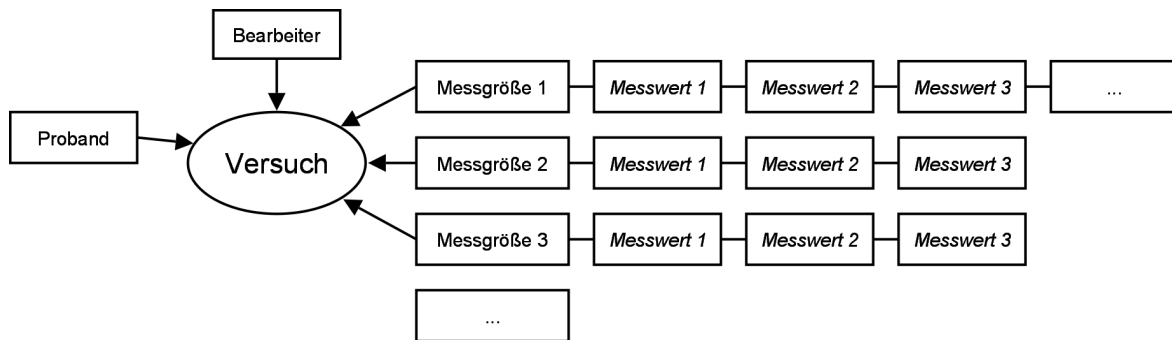 Bearbeiter
Proband
Versuch
Messgröße 1 Messwert 1 Messwert 2 Messwert 3 ...
Messgröße 2 Messwert 1 Messwert 2 Messwert 3
Messgröße 3 Messwert 1 Messwert 2 Messwert 3
...